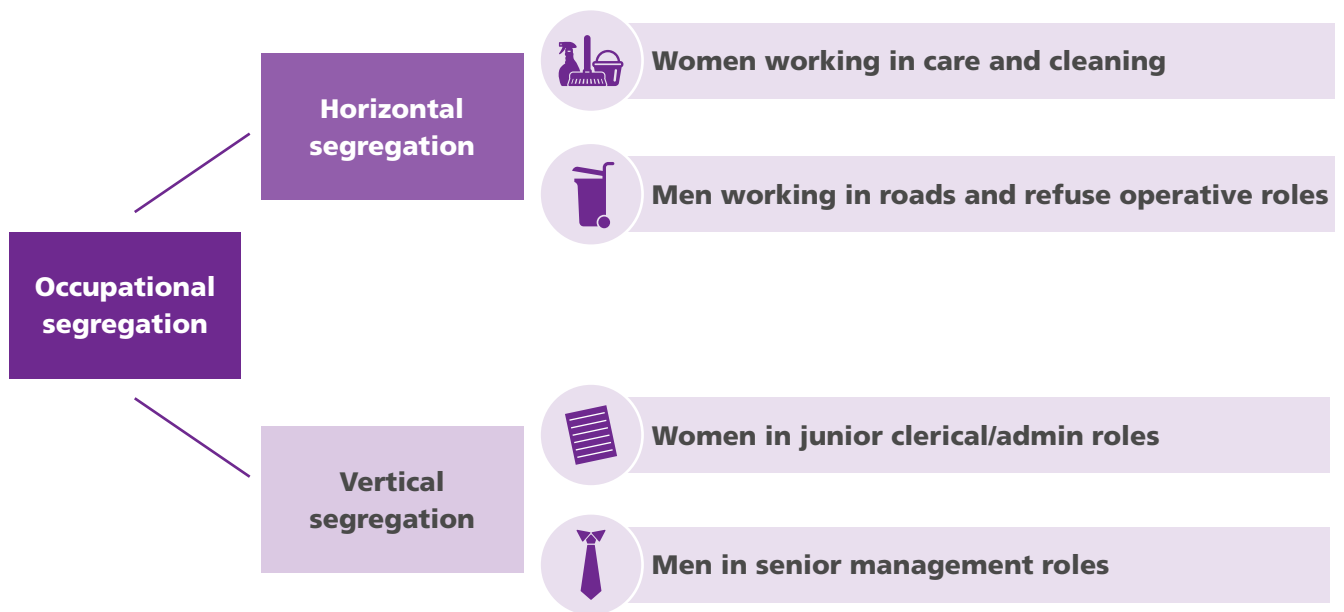 Occupational
segregation
Horizontal
segregation
Women working in care and cleaning
Men working in roads and refuse operative roles
Vertical
segregation
Women in junior clerical/admin roles
Men in senior management roles